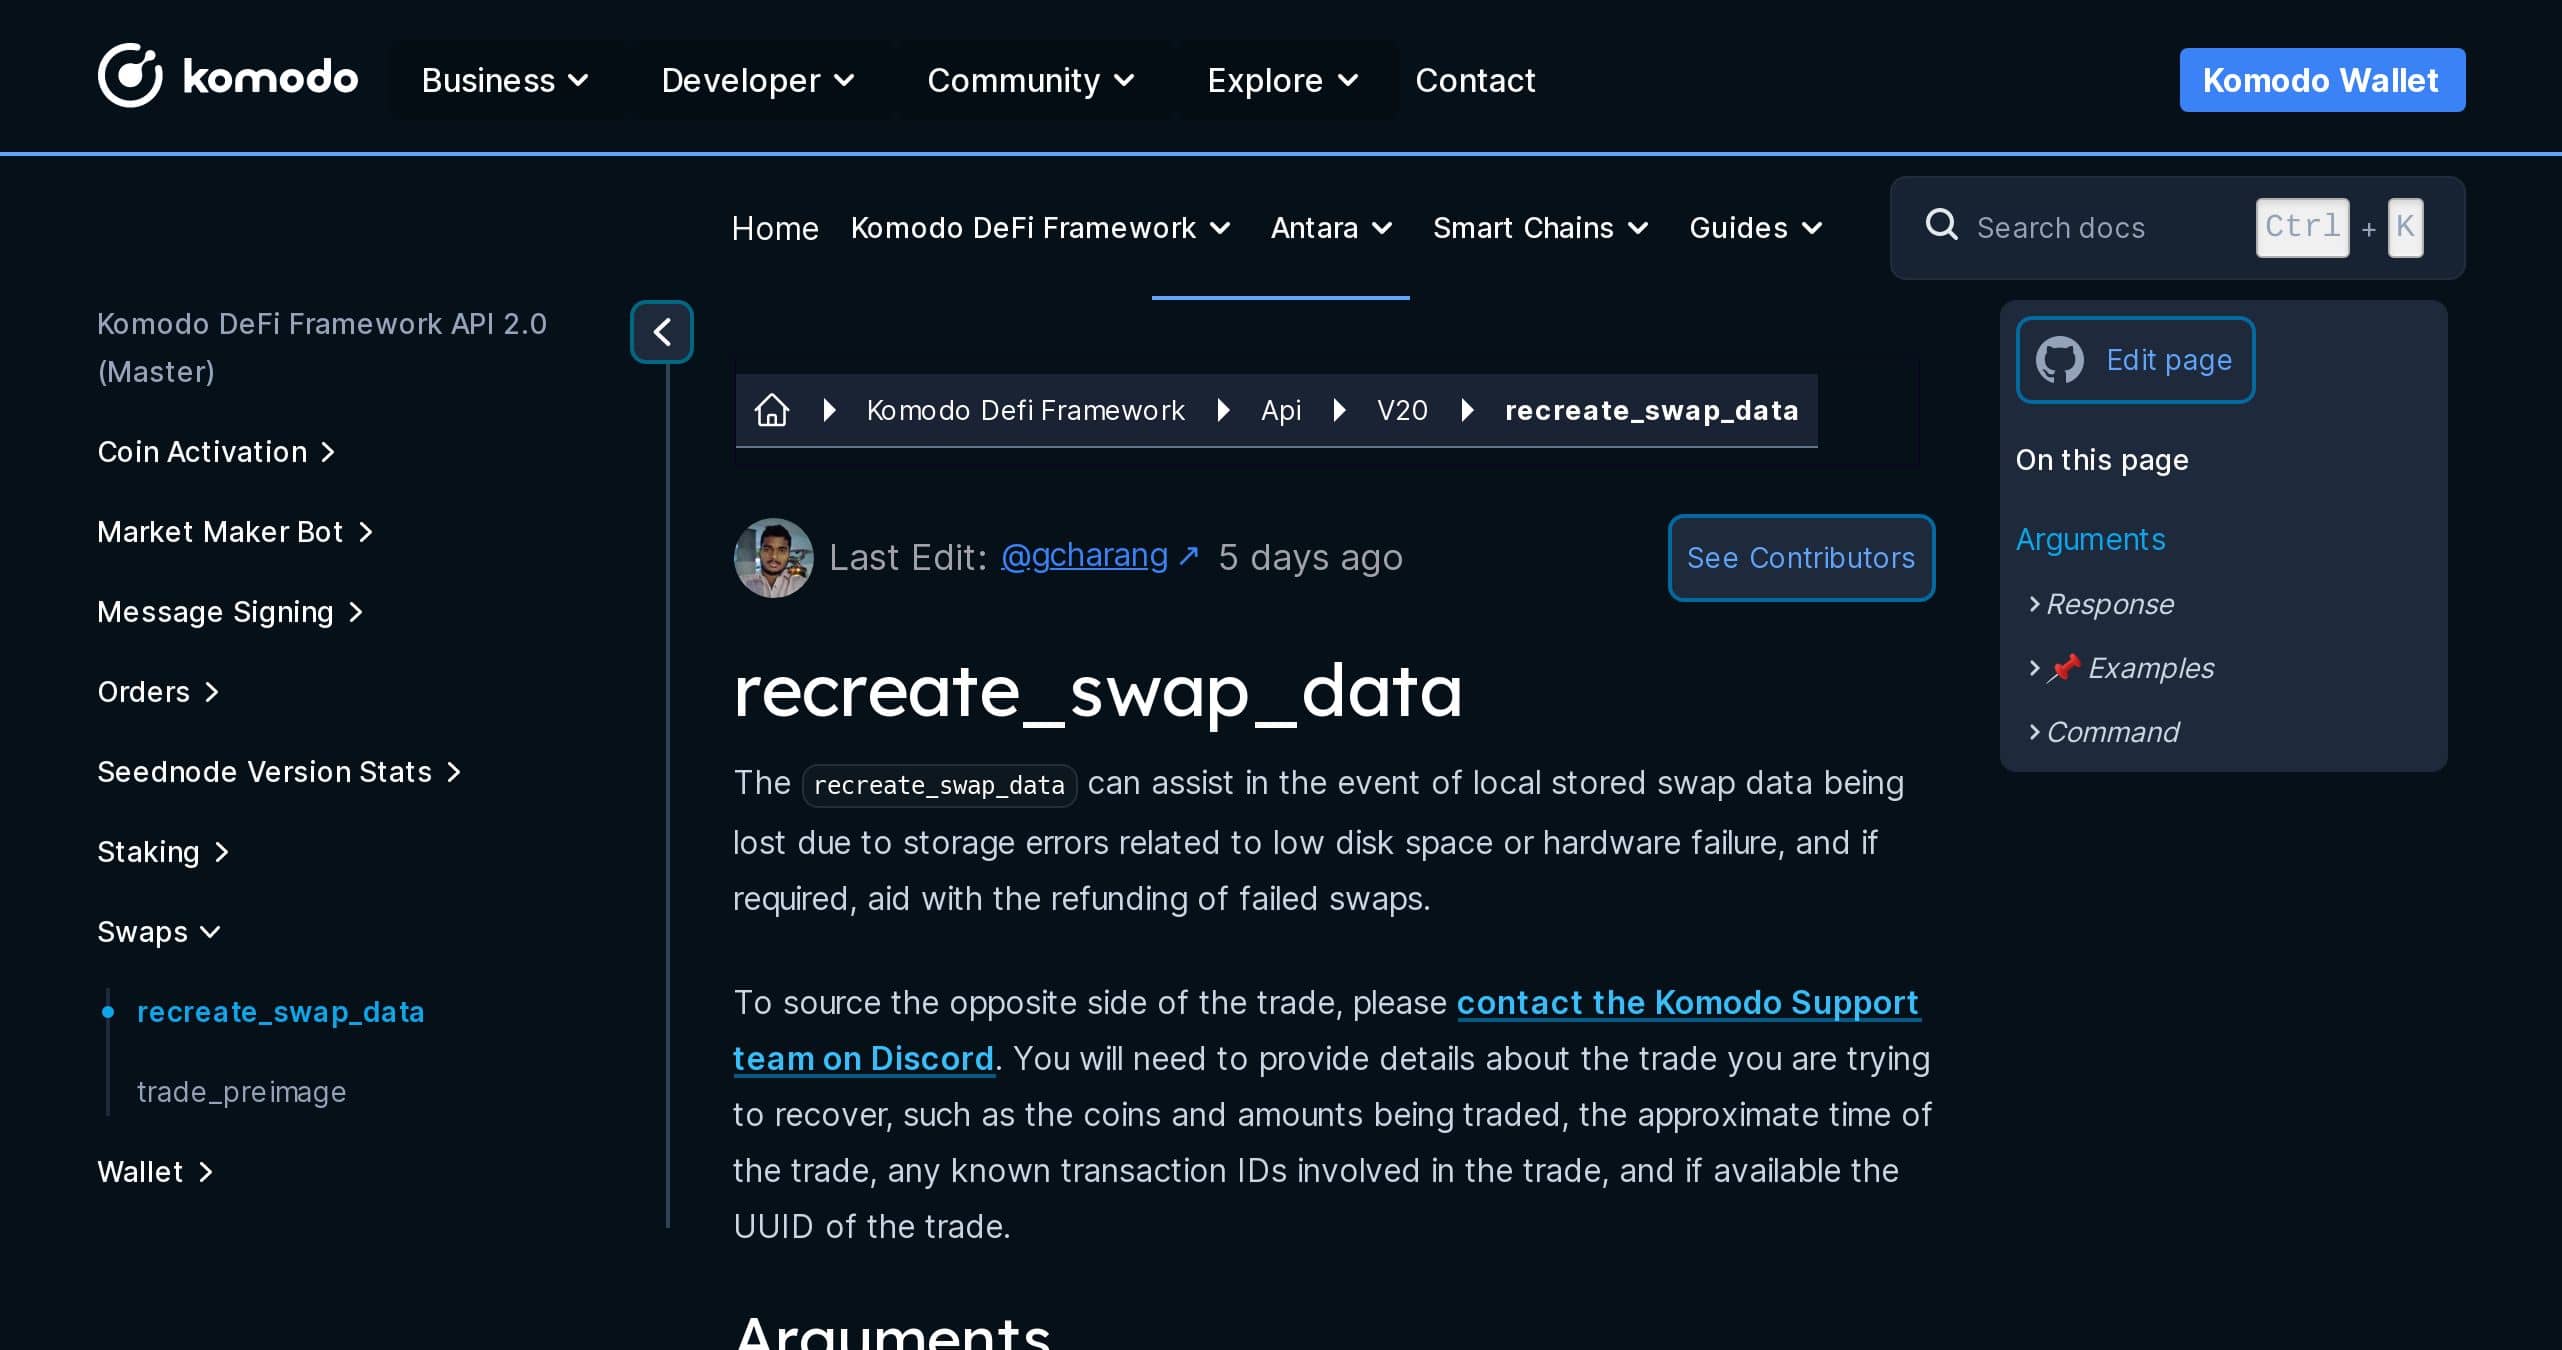 komodo Business Developer Community Explore Contact Komodo Wallet
Home Komodo DeFi Framework Antara Smart Chains Guides Search docs Ctrl + K
Komodo DeFi Framework API 2.0
(Master)
Coin Activation
Market Maker Bot
Message Signing
Orders
Seednode Version Stats
Staking
Swaps
recreate_swap_data
trade_preimage
Wallet
Komodo Defi Framework Api V20 recreate_swap_data
Last Edit: @gcharang ↗ 5 days ago See Contributors
recreate_swap_data
The recreate_swap_data can assist in the event of local stored swap data being
lost due to storage errors related to low disk space or hardware failure, and if
required, aid with the refunding of failed swaps.
To source the opposite side of the trade, please contact the Komodo Support
team on Discord. You will need to provide details about the trade you are trying
to recover, such as the coins and amounts being traded, the approximate time of
the trade, any known transaction IDs involved in the trade, and if available the
UUID of the trade.
Arguments
Edit page
On this page
Arguments
Response
📌 Examples
Command